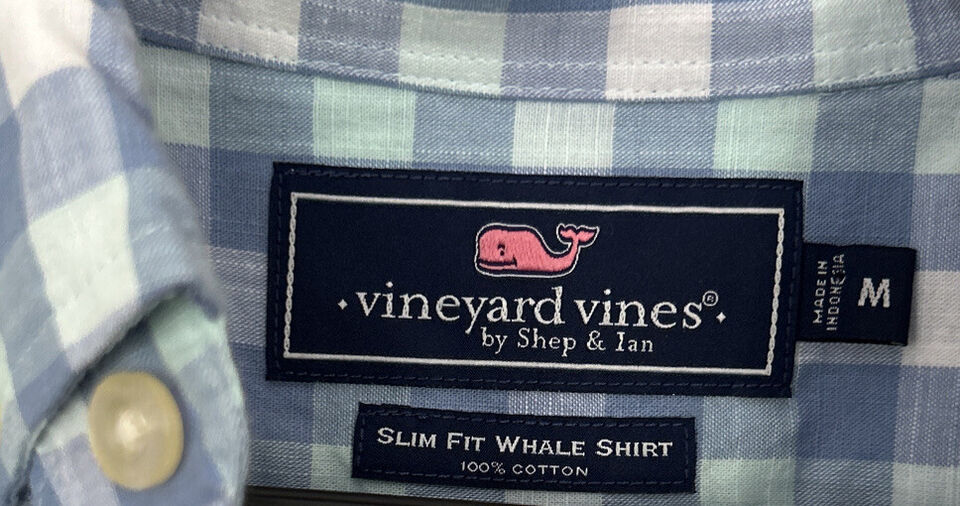 ·vineyard vines®·
by Shep & Ian
MADE IN
INDONESIA
M
SLIM FIT WHALE SHIRT
100% COTTON